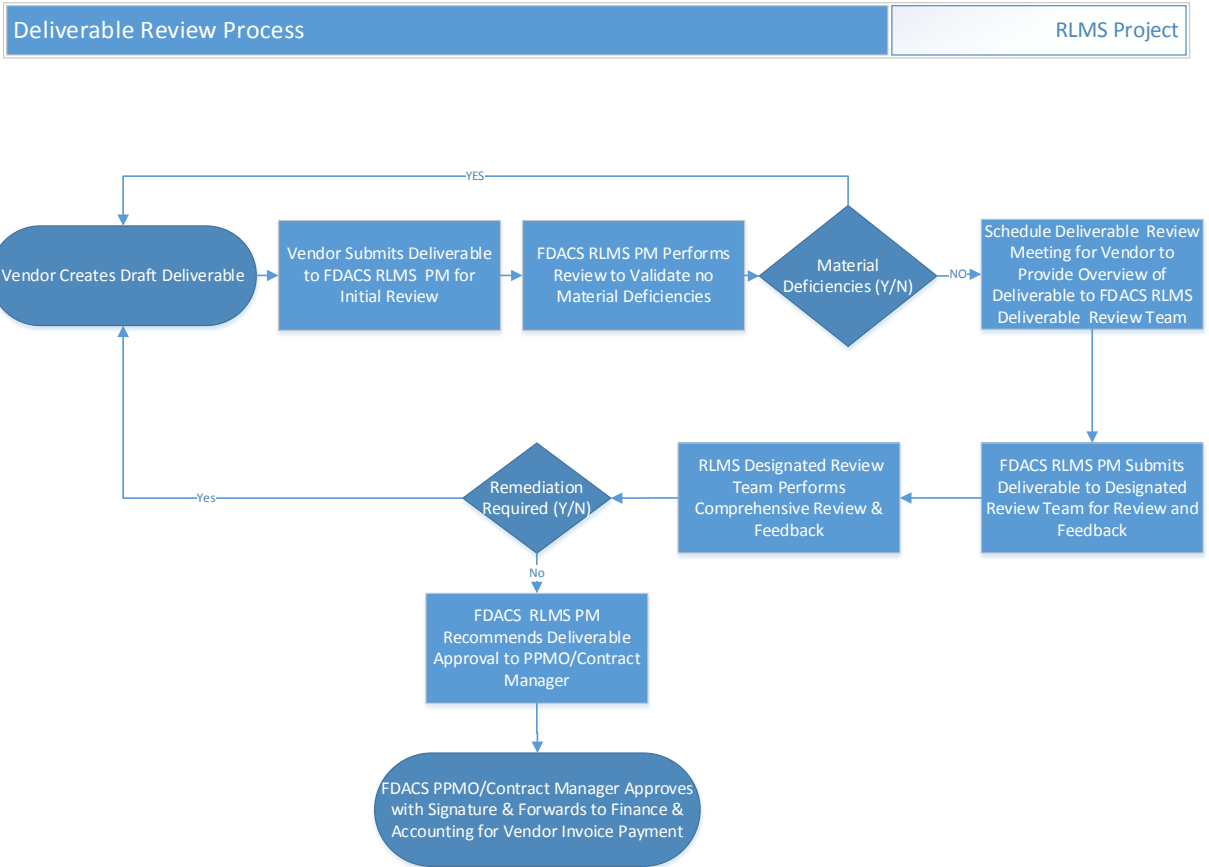 Deliverable Review Process
RLMS Project
YES
Vendor Creates Draft Deliverable
Vendor Submits Deliverable
to FDACS RLMS PM for
Initial Review
FDACS RLMS PM Performs
Review to Validate no
Material Deficiencies
Material
Deficiencies (Y/N)
NO
Schedule Deliverable Review
Meeting for Vendor to
Provide Overview of
Deliverable to FDACS RLMS
Deliverable Review Team
FDACS RLMS PM Submits
Deliverable to Designated
Review Team for Review and
Feedback
RLMS Designated Review
Team Performs
Comprehensive Review &
Feedback
Remediation
Required (Y/N)
Yes
No
FDACS RLMS PM
Recommends Deliverable
Approval to PPMO/Contract
Manager
FDACS PPMO/Contract Manager Approves
with Signature & Forwards to Finance &
Accounting for Vendor Invoice Payment